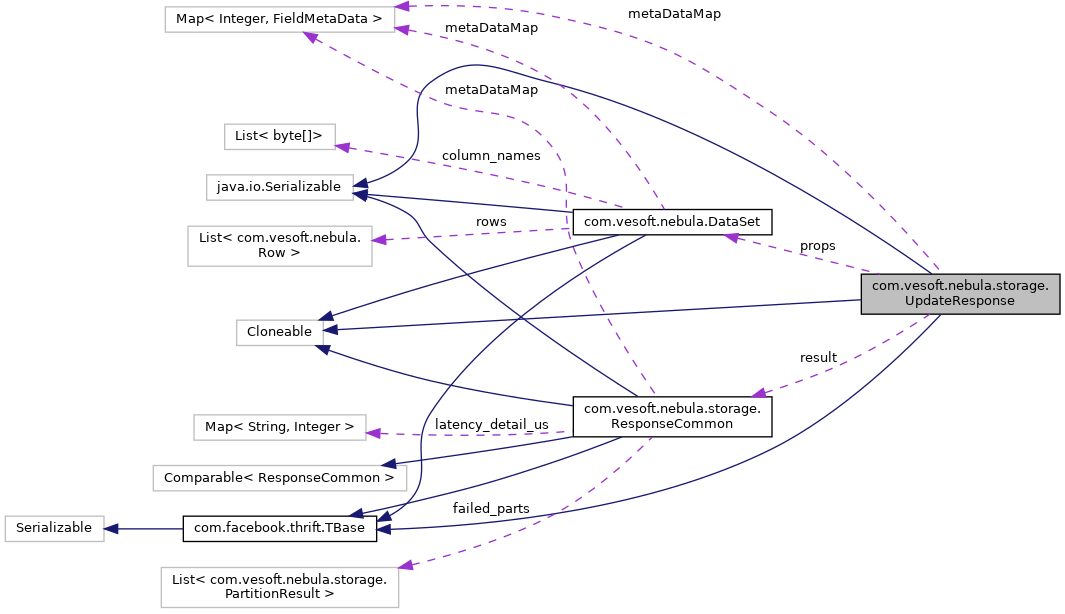 Map< Integer, FieldMetaData >
metaDataMap
metaDataMap
metaDataMap
List< byte[]>
column_names
java.io.Serializable
com.vesoft.nebula.DataSet
rows
List< com.vesoft.nebula.
Row >
props
com.vesoft.nebula.storage.
UpdateResponse
Cloneable
result
com.vesoft.nebula.storage.
ResponseCommon
Map< String, Integer >
latency_detail_us
Comparable< ResponseCommon >
failed_parts
Serializable
com.facebook.thrift.TBase
List< com.vesoft.nebula.storage.
PartitionResult >